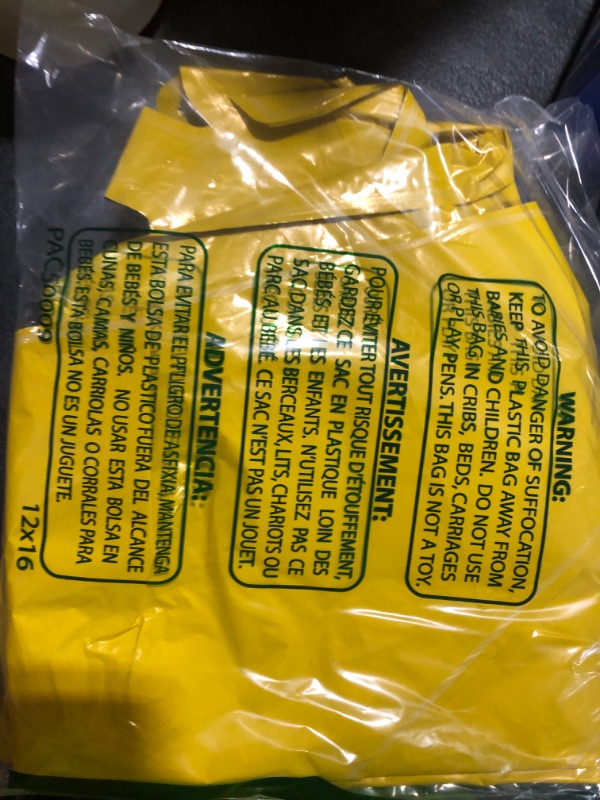 WARNING:
TO AVOID DANGER OF SUFFOCATION,
KEEP THIS PLASTIC BAG AWAY FROM
BABIES AND CHILDREN. DO NOT USE
THIS BAG IN CRIBS, BEDS, CARRIAGES
OR PLAY PENS. THIS BAG IS NOT A TOY.
AVERTISSEMENT:
POUR ÉVITER TOUT RISQUE D'ÉTOUFFEMENT,
GARDEZ CE SAC EN PLASTIQUE LOIN DES
BÉBÉS ET LES ENFANTS. N'UTILISEZ PAS CE
SAC DANS LES BERCEAUX, LITS, CHARIOTS OU
PARC AU BÉBÉ. CE SAC N'EST PAS UN JOUET.
ADVERTENCIA:
PARA EVITAR EL PELIGRO DE ASFIXIA, MANTENGA
ESTA BOLSA DE PLASTICO FUERA DEL ALCANCE
DE BEBES Y NIÑOS. NO USAR ESTA BOLSA EN
CUNAS, CAMAS, CARRIOLAS O CORRALES PARA
BEBÉS. ESTA BOLSA NO ES UN JUGUETE.
12x16